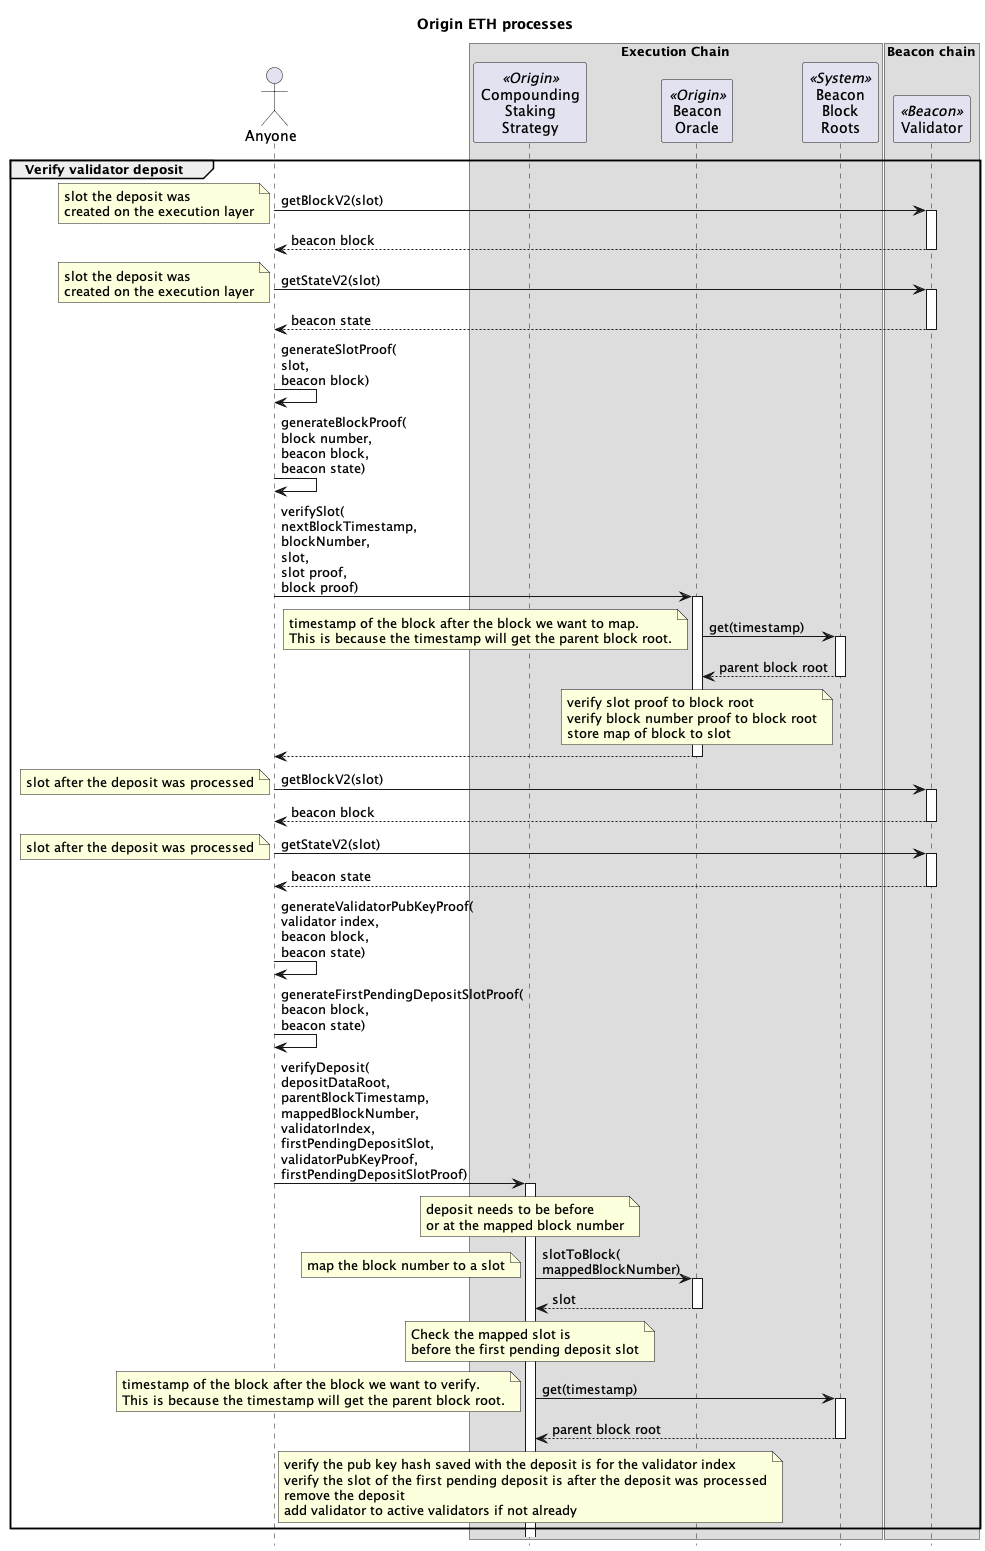 Origin ETH processes
Execution Chain
Beacon chain
Anyone
«Origin»
Compounding
Staking
Strategy
«Origin»
Beacon
Oracle
«System»
Beacon
Block
Roots
«Beacon»
Validator
Verify validator deposit
slot the deposit was
created on the execution layer
getBlockV2(slot)
beacon block
slot the deposit was
created on the execution layer
getStateV2(slot)
beacon state
generateSlotProof(
slot,
beacon block)
generateBlockProof(
block number,
beacon block,
beacon state)
verifySlot(
nextBlockTimestamp,
blockNumber,
slot,
slot proof,
block proof)
timestamp of the block after the block we want to map.
This is because the timestamp will get the parent block root.
get(timestamp)
parent block root
verify slot proof to block root
verify block number proof to block root
store map of block to slot
slot after the deposit was processed
getBlockV2(slot)
beacon block
slot after the deposit was processed
getStateV2(slot)
beacon state
generateValidatorPubKeyProof(
validator index,
beacon block,
beacon state)
generateFirstPendingDepositSlotProof(
beacon block,
beacon state)
verifyDeposit(
depositDataRoot,
parentBlockTimestamp,
mappedBlockNumber,
validatorIndex,
firstPendingDepositSlot,
validatorPubKeyProof,
firstPendingDepositSlotProof)
deposit needs to be before
or at the mapped block number
map the block number to a slot
slotToBlock(
mappedBlockNumber)
slot
Check the mapped slot is
before the first pending deposit slot
timestamp of the block after the block we want to verify.
This is because the timestamp will get the parent block root.
get(timestamp)
parent block root
verify the pub key hash saved with the deposit is for the validator index
verify the slot of the first pending deposit is after the deposit was processed
remove the deposit
add validator to active validators if not already